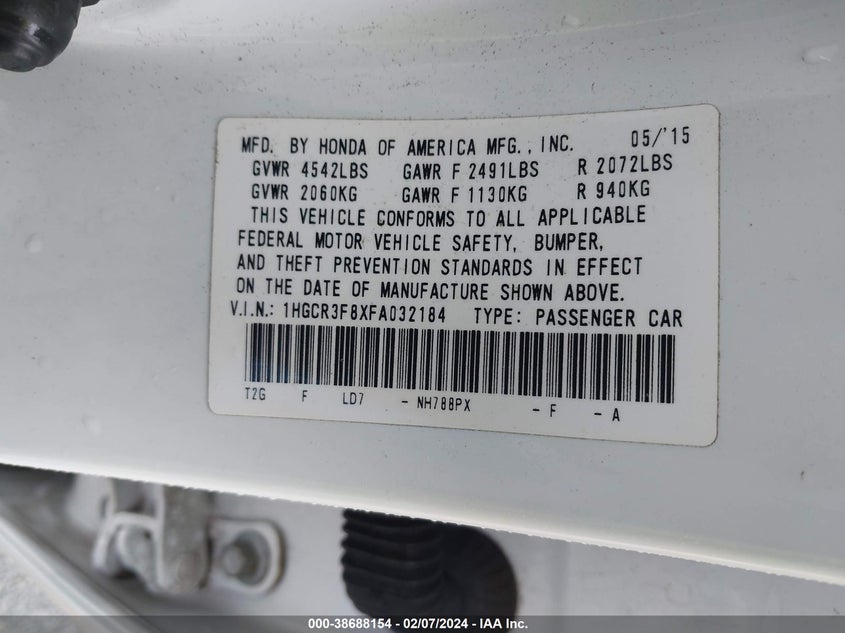 MFD. BY HONDA OF AMERICA MFG., INC. 05/'15
GVWR 4542LBS GAWR F 2491LBS R 2072LBS
GVWR 2060KG GAWR F 1130KG R 940KG
THIS VEHICLE CONFORMS TO ALL APPLICABLE
FEDERAL MOTOR VEHICLE SAFETY, BUMPER,
AND THEFT PREVENTION STANDARDS IN EFFECT
ON THE DATE OF MANUFACTURE SHOWN ABOVE.
V.I.N.: 1HGCR3F8XFA032184 TYPE: PASSENGER CAR
T2G F LD7 - NH788PX - F - A
000-38688154 | 02/07/2024 - IAA Inc.